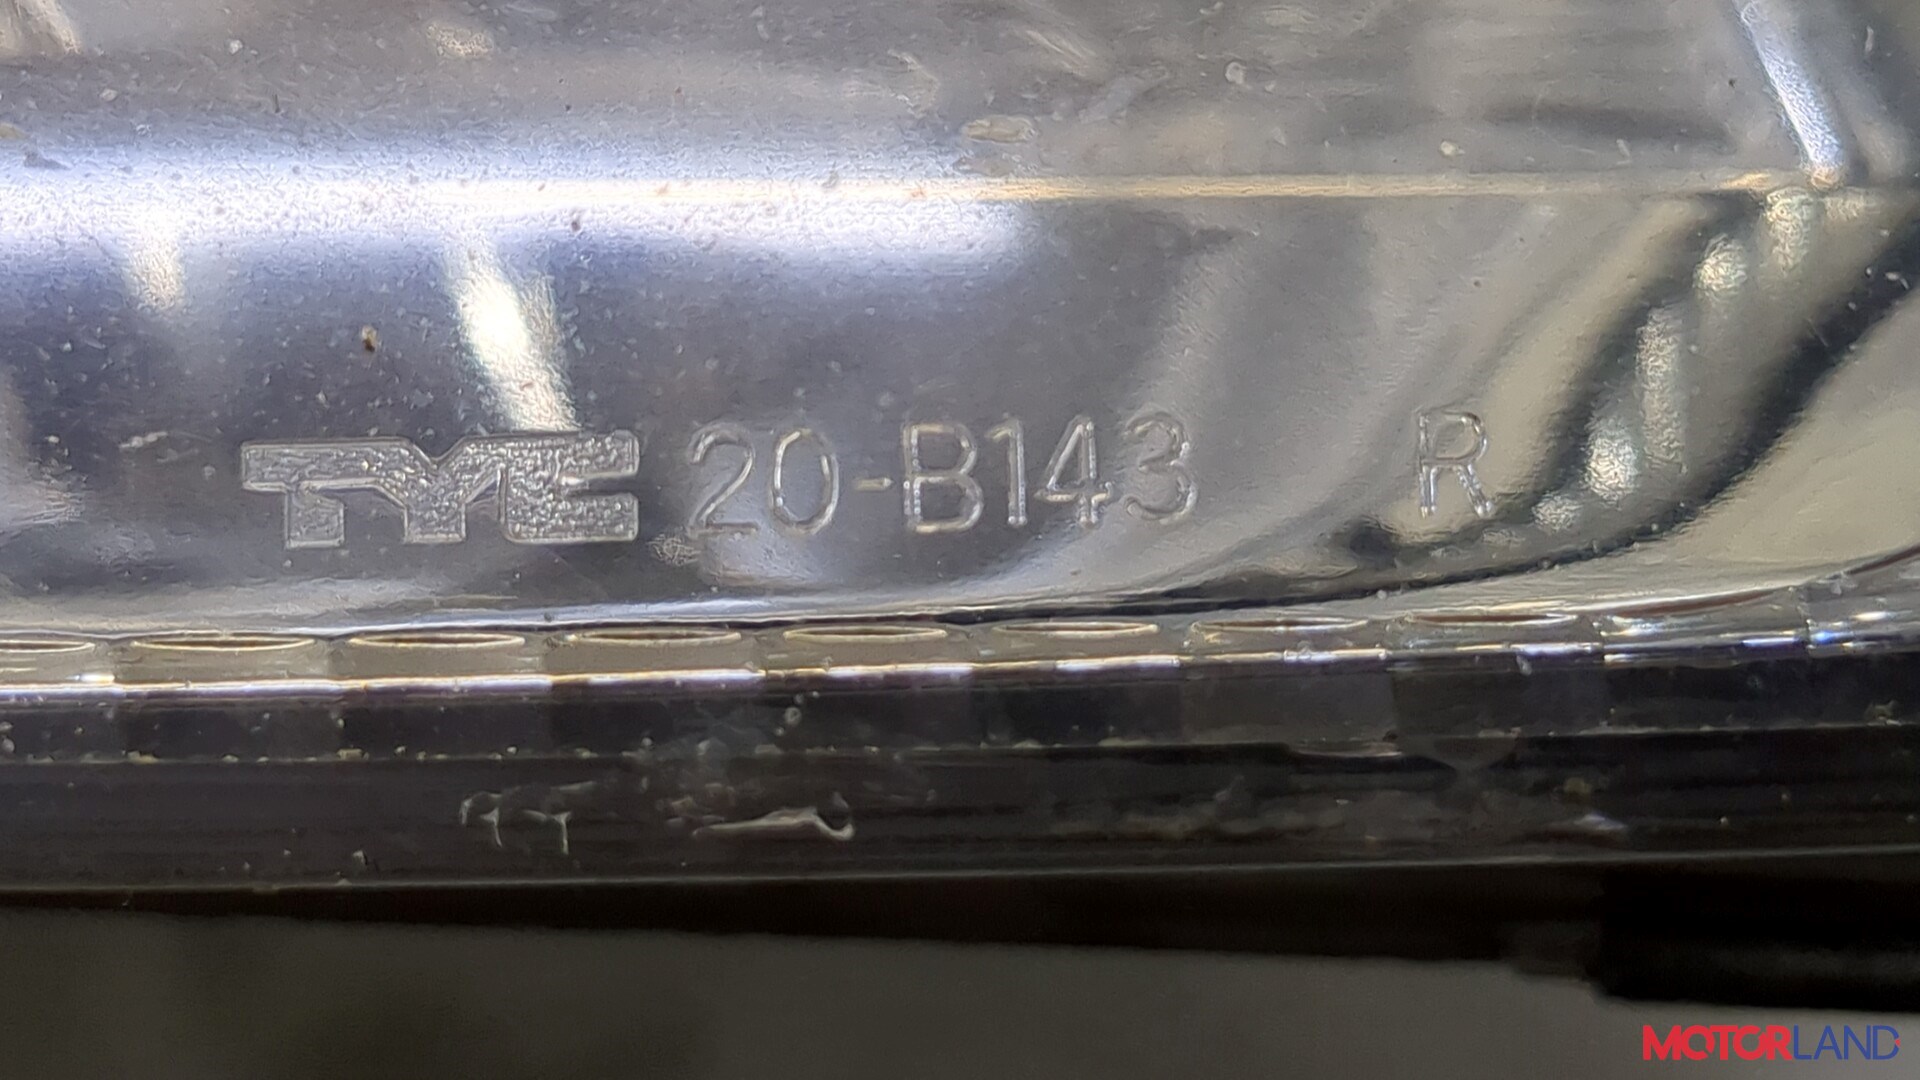 TYC 20-B143 R
MOTORLAND